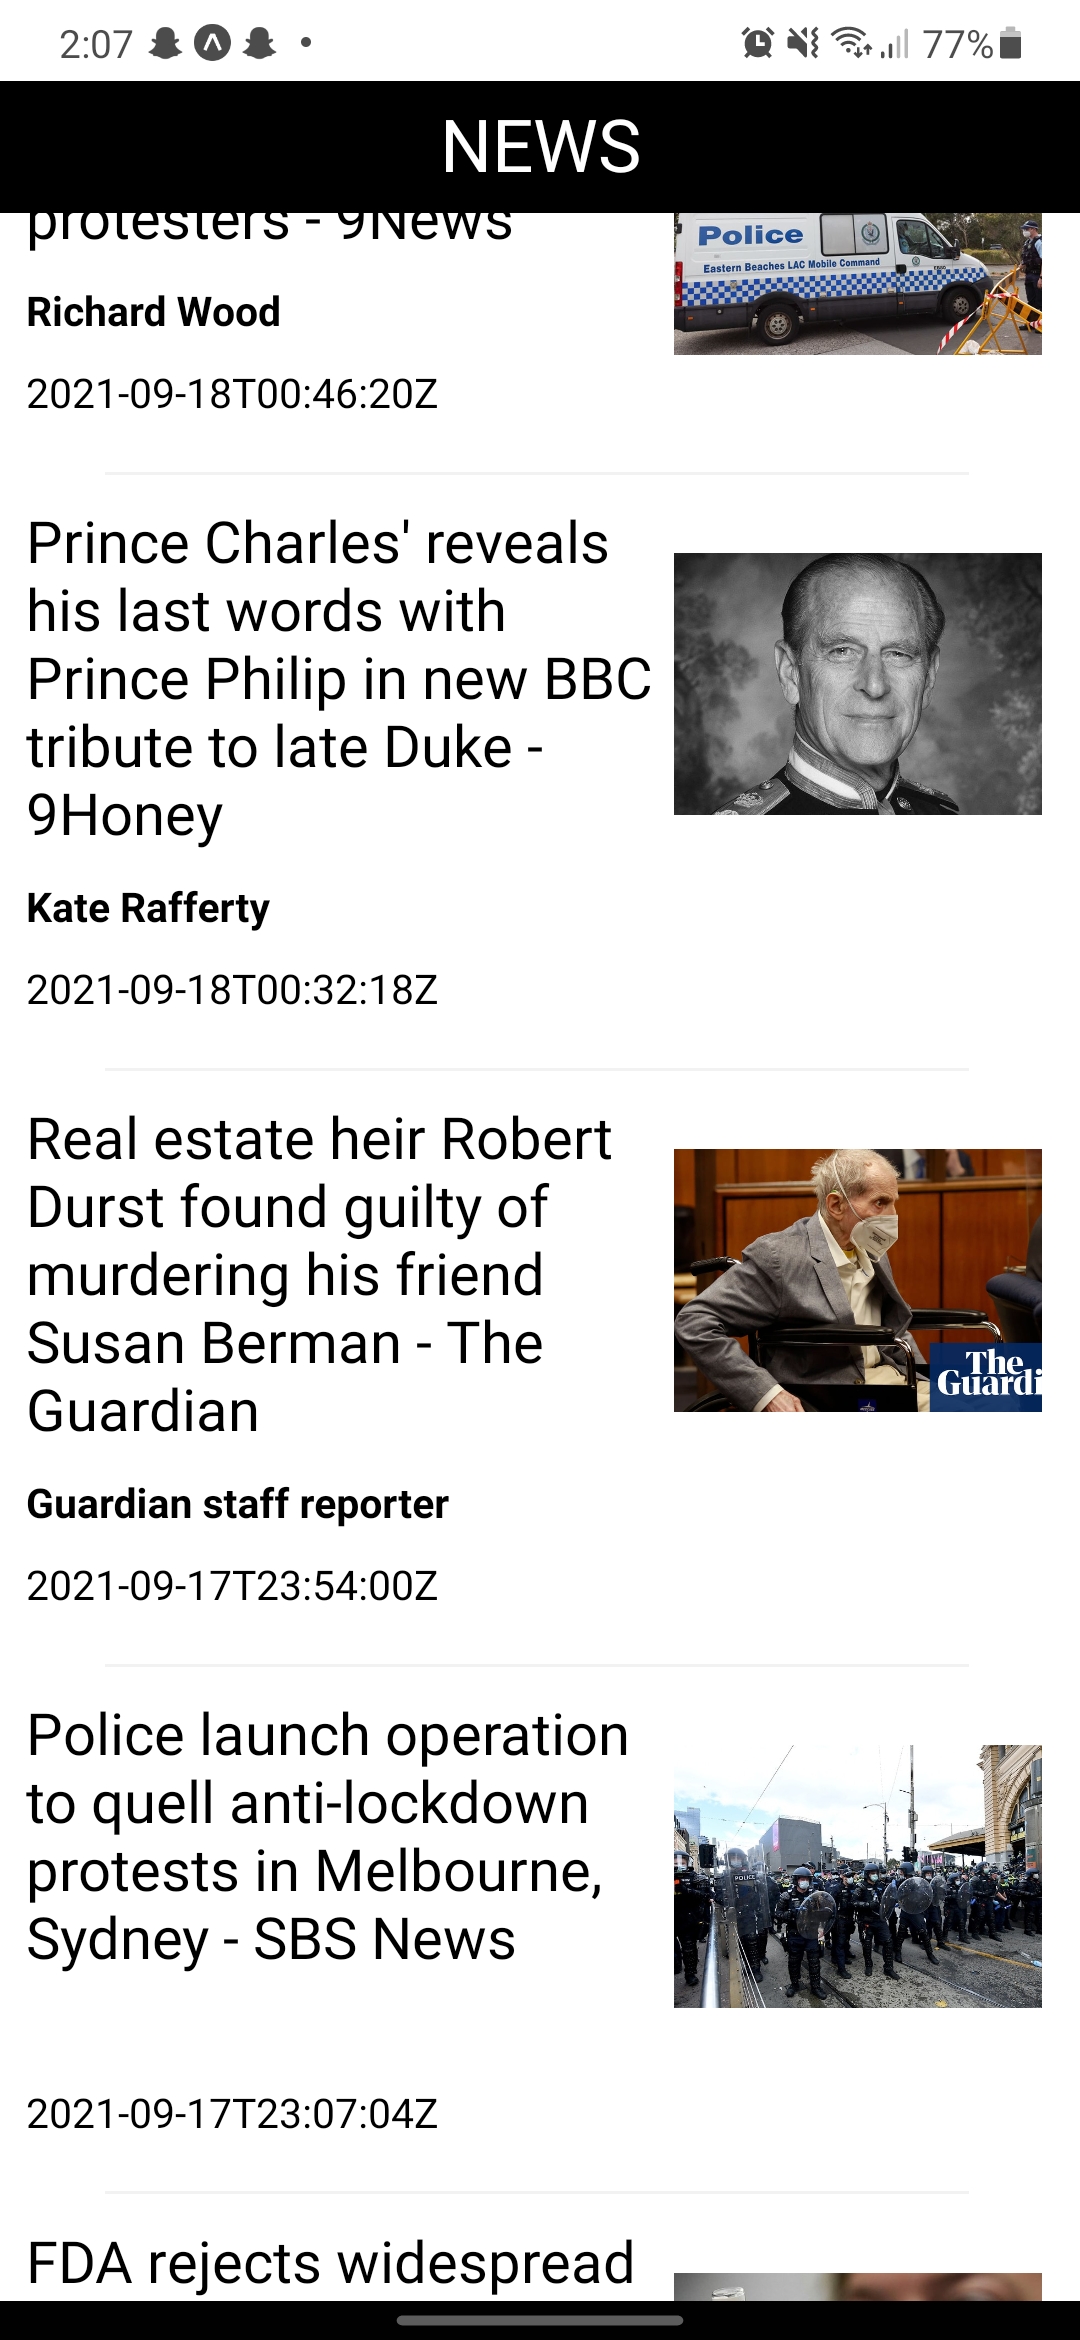 2:07
77%
NEWS
protesters - 9News
Police
Eastern Beaches LAC Mobile Command
Richard Wood
2021-09-18T00:46:20Z
Prince Charles' reveals
his last words with
Prince Philip in new BBC
tribute to late Duke -
9Honey
Kate Rafferty
2021-09-18T00:32:18Z
Real estate heir Robert
Durst found guilty of
murdering his friend
Susan Berman - The
Guardian
The
Guardi
Guardian staff reporter
2021-09-17T23:54:00Z
Police launch operation
to quell anti-lockdown
protests in Melbourne,
Sydney - SBS News
POLICE
2021-09-17T23:07:04Z
FDA rejects widespread